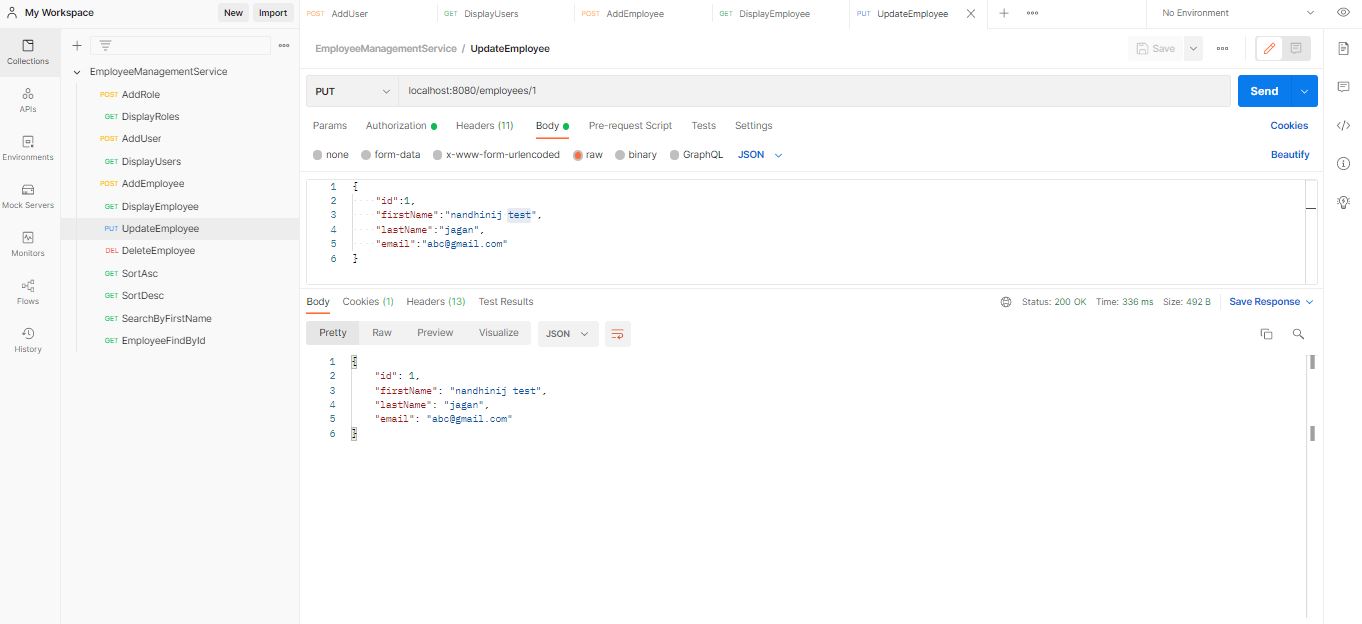 My Workspace New Import
POST AddUser GET DisplayUsers POST AddEmployee GET DisplayEmployee PUT UpdateEmployee No Environment
Collections
APIs
Environments
Mock Servers
Monitors
Flows
History
EmployeeManagementService
POST AddRole
GET DisplayRoles
POST AddUser
GET DisplayUsers
POST AddEmployee
GET DisplayEmployee
PUT UpdateEmployee
DEL DeleteEmployee
GET SortAsc
GET SortDesc
GET SearchByFirstName
GET EmployeeFindById
EmployeeManagementService / UpdateEmployee Save
PUT localhost:8080/employees/1 Send
Params Authorization Headers (11) Body Pre-request Script Tests Settings Cookies
none form-data x-www-form-urlencoded raw binary GraphQL JSON Beautify
1 {
2 "id":1,
3 "firstName":"nandhinij test",
4 "lastName":"jagan",
5 "email":"abc@gmail.com"
6 }
Body Cookies (1) Headers (13) Test Results Status: 200 OK Time: 336 ms Size: 492 B Save Response
Pretty Raw Preview Visualize JSON
1 {
2 "id": 1,
3 "firstName": "nandhinij test",
4 "lastName": "jagan",
5 "email": "abc@gmail.com"
6 }